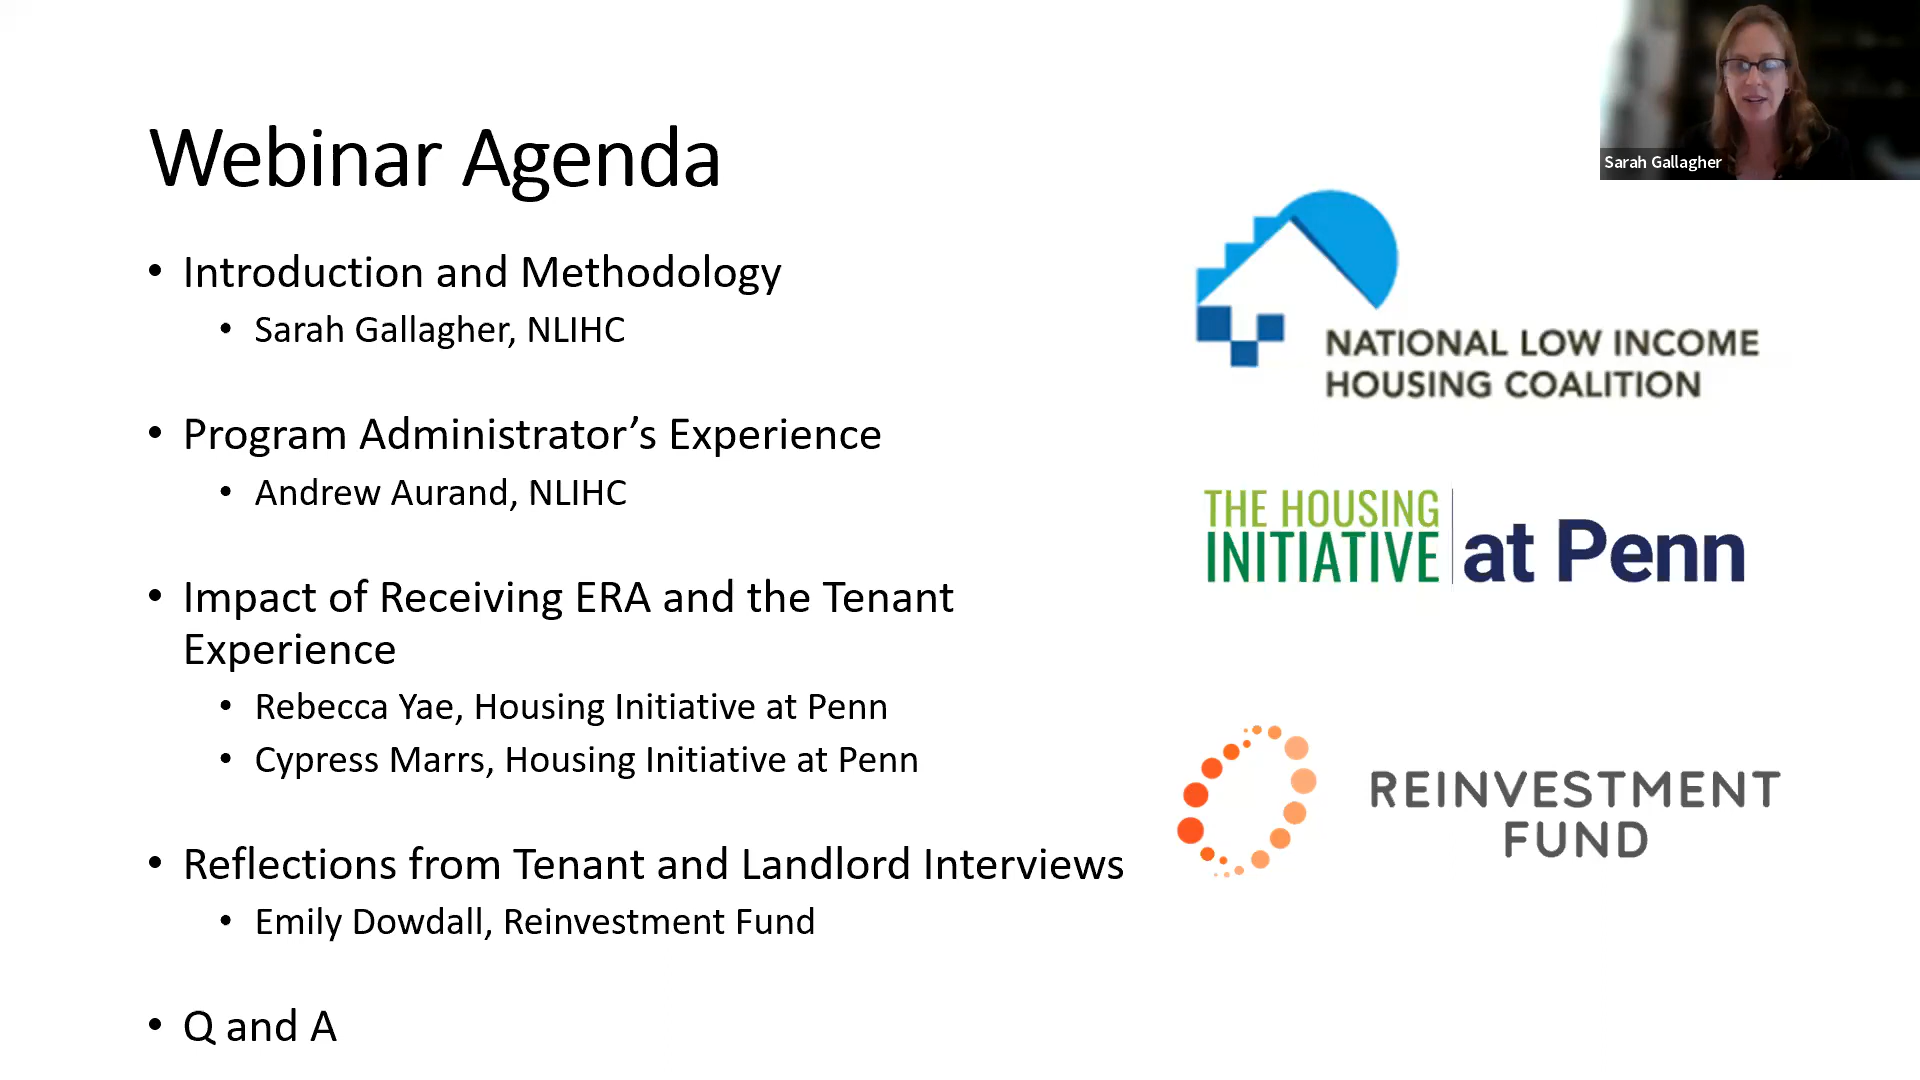 Webinar Agenda
• Introduction and Methodology
• Sarah Gallagher, NLIHC
• Program Administrator’s Experience
• Andrew Aurand, NLIHC
• Impact of Receiving ERA and the Tenant
Experience
• Rebecca Yae, Housing Initiative at Penn
• Cypress Marrs, Housing Initiative at Penn
• Reflections from Tenant and Landlord Interviews
• Emily Dowdall, Reinvestment Fund
• Q and A
Sarah Gallagher
NATIONAL LOW INCOME
HOUSING COALITION
THE HOUSING
INITIATIVE at Penn
REINVESTMENT
FUND